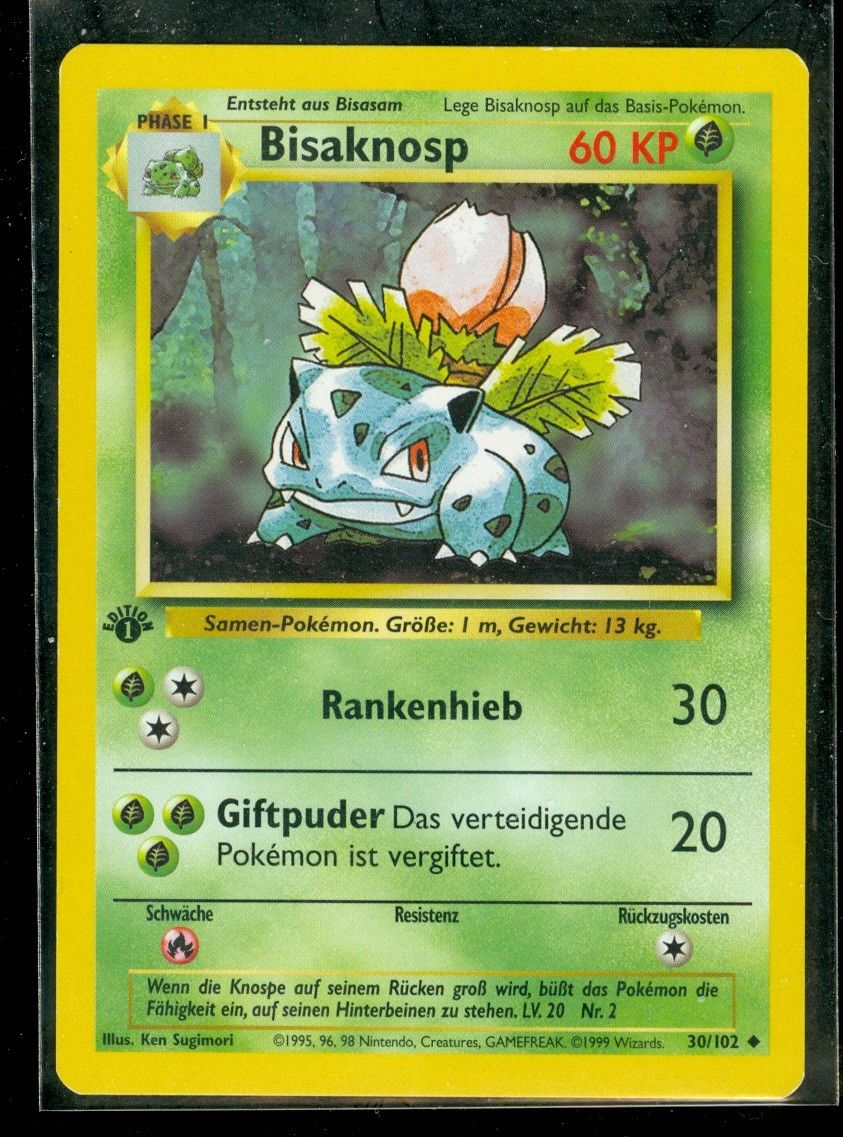 Entsteht aus Bisasam Lege Bisaknosp auf das Basis-Pokémon.
PHASE 1
Bisaknosp 60 KP
EDITION
1
Samen-Pokémon. Größe: 1 m, Gewicht: 13 kg.
Rankenhieb 30
Giftpuder Das verteidigende
Pokémon ist vergiftet.
20
Schwäche Resistenz Rückzugskosten
Wenn die Knospe auf seinem Rücken groß wird, büßt das Pokémon die
Fähigkeit ein, auf seinen Hinterbeinen zu stehen. LV. 20 Nr. 2
Illus. Ken Sugimori ©1995, 96, 98 Nintendo, Creatures, GAMEFREAK. ©1999 Wizards. 30/102